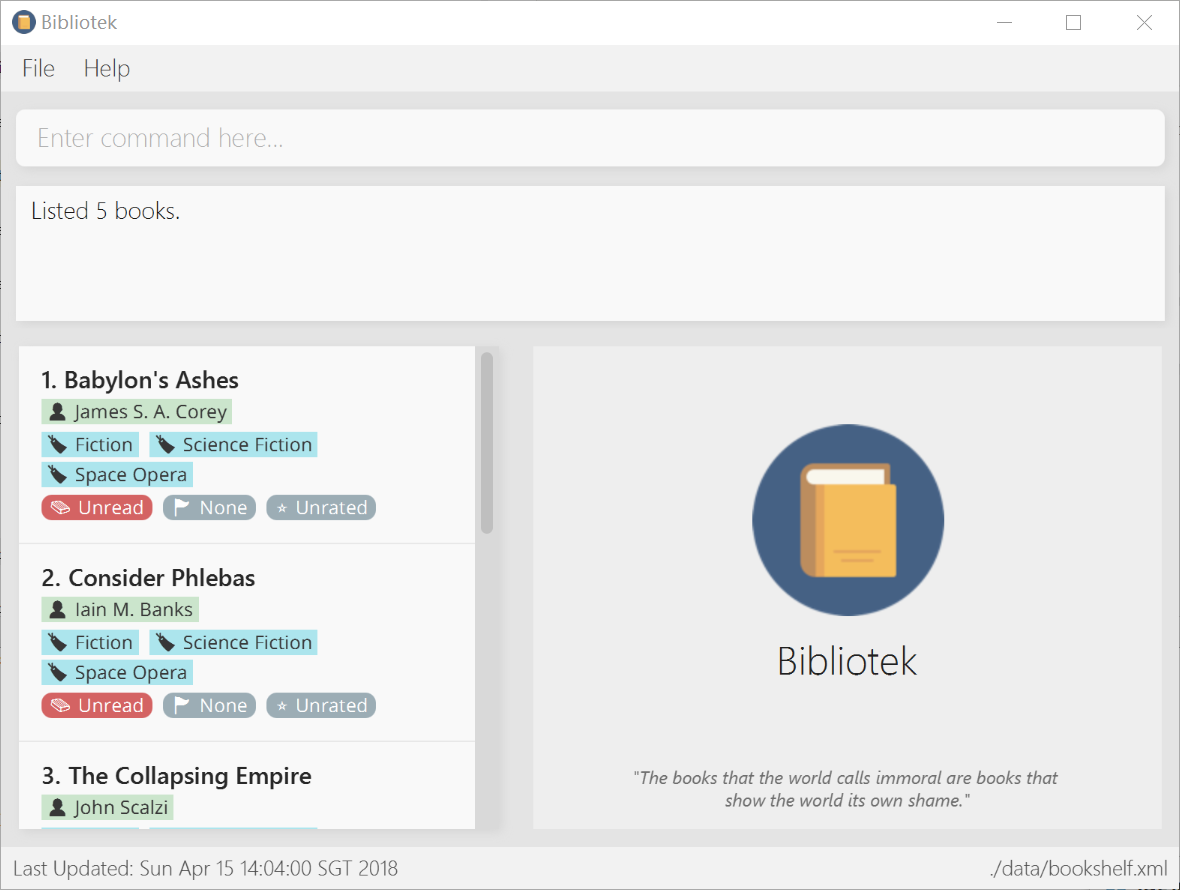 Bibliotek
File Help
Enter command here...
Listed 5 books.
1. Babylon's Ashes
James S. A. Corey
Fiction Science Fiction
Space Opera
Unread None Unrated
2. Consider Phlebas
Iain M. Banks
Fiction Science Fiction
Space Opera
Unread None Unrated
3. The Collapsing Empire
John Scalzi
Bibliotek
"The books that the world calls immoral are books that
show the world its own shame."
Last Updated: Sun Apr 15 14:04:00 SGT 2018 ./data/bookshelf.xml